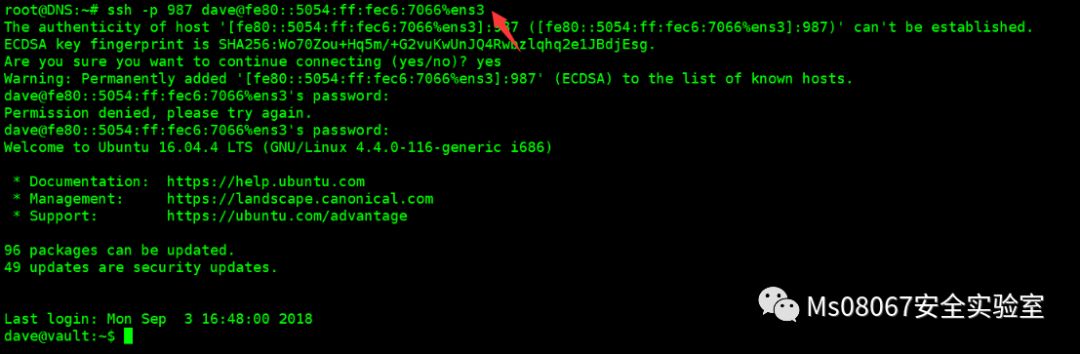 root@DNS:~# ssh -p 987 dave@fe80::5054:ff:fec6:7066%ens3
The authenticity of host '[fe80::5054:ff:fec6:7066%ens3]: 87 ([fe80::5054:ff:fec6:7066%ens3]:987)' can't be established.
ECDSA key fingerprint is
Are you sure you want to continue connecting (yes/no)? yes
Warning: Permanently added '[fe80::5054:ff:fec6:7066%ens3]:987' (ECDSA) to the list of known hosts.
dave@fe80::5054:ff:fec6:7066%ens3's password:
Permission denied, please try again.
dave@fe80::5054:ff:fec6:7066%ens3's password:
Welcome to Ubuntu 16.04.4 LTS (GNU/Linux 4.4.0-116-generic i686)
* Documentation: https://help.ubuntu.com
* Management: https://landscape.canonical.com
* Support: https://ubuntu.com/advantage
96 packages can be updated.
49 updates are security updates.
Last login: Mon Sep 3 16:48:00 2018
dave@vault:~$
Ms08067安全实验室